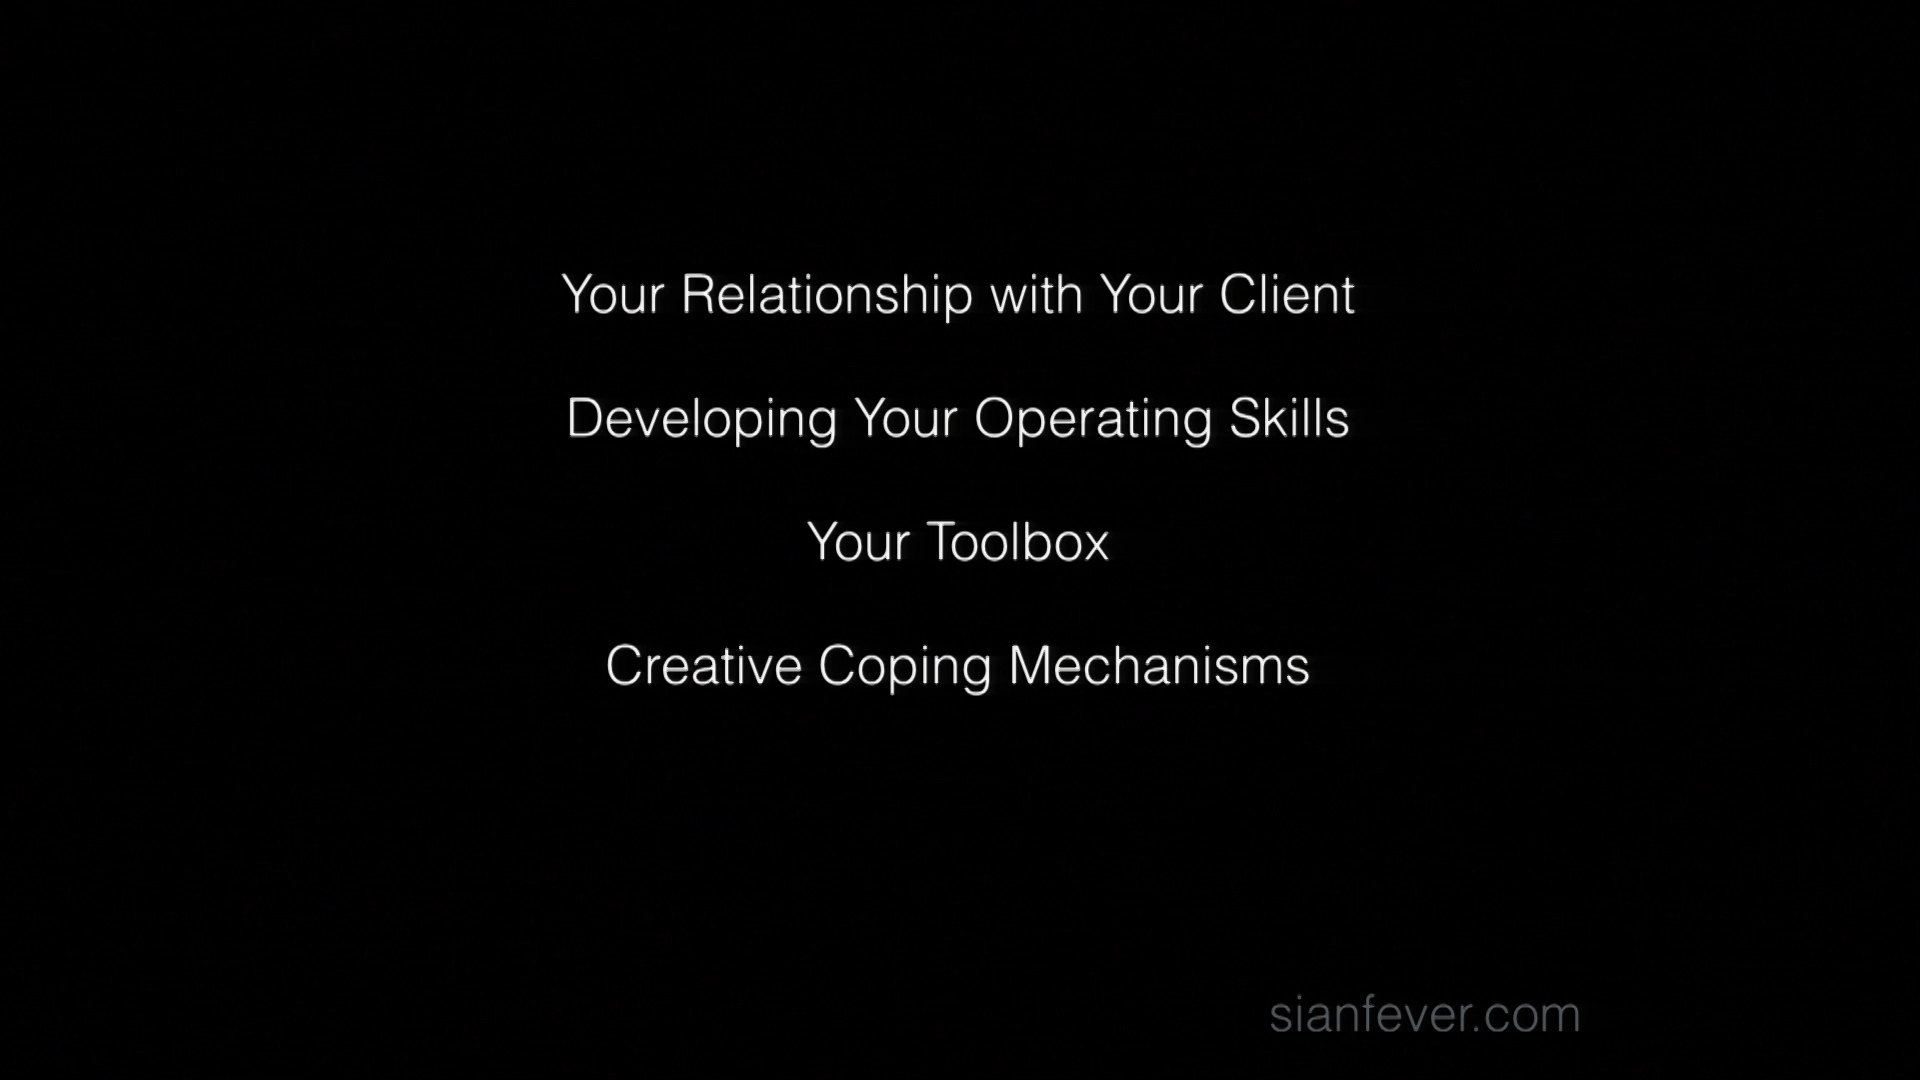 Your Relationship with Your Client
Developing Your Operating Skills
Your Toolbox
Creative Coping Mechanisms
sianfever.com